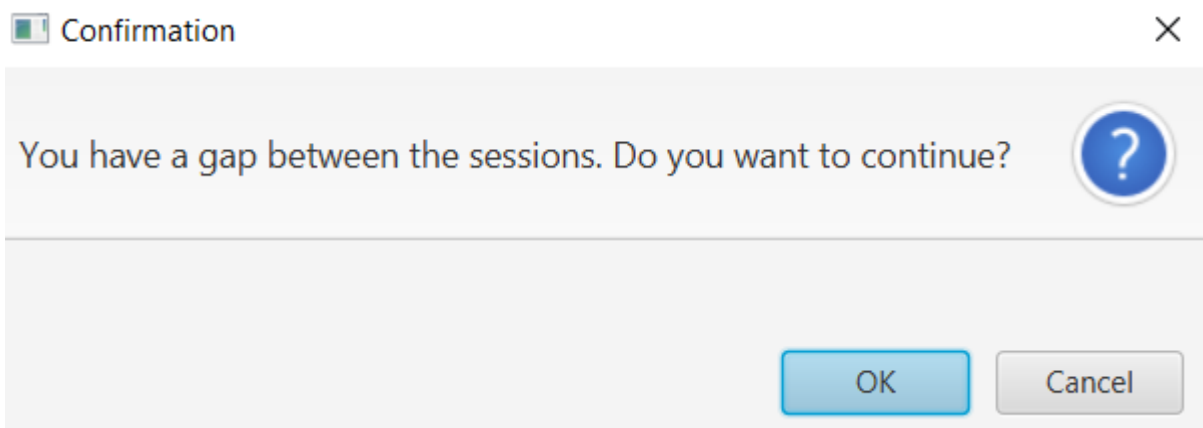 Confirmation
You have a gap between the sessions. Do you want to continue?
?
OK
Cancel